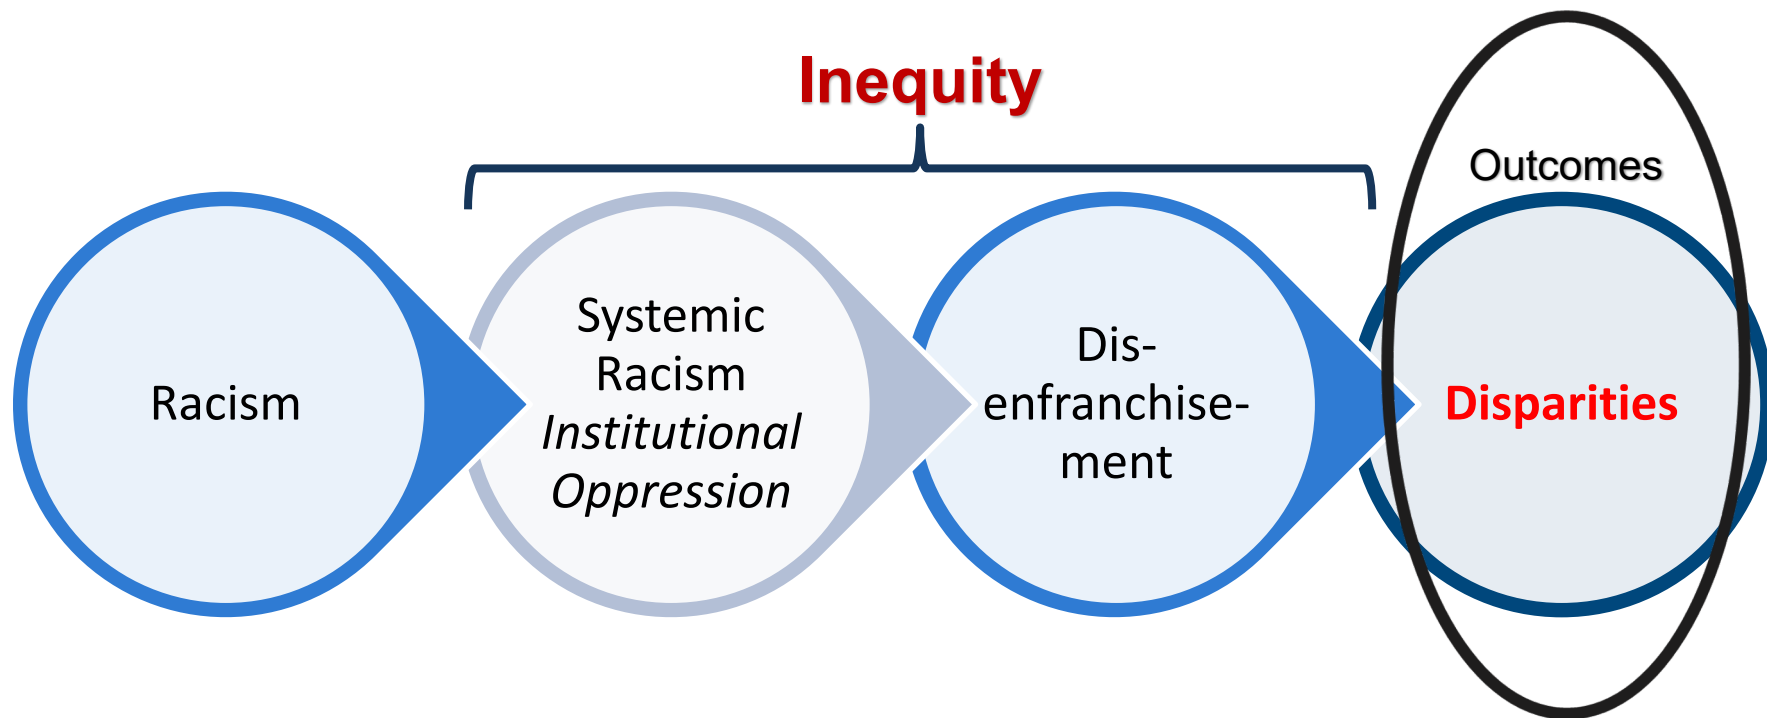 Inequity
Outcomes
Racism
Systemic
Racism
Institutional
Oppression
Dis-
enfranchise-
ment
Disparities